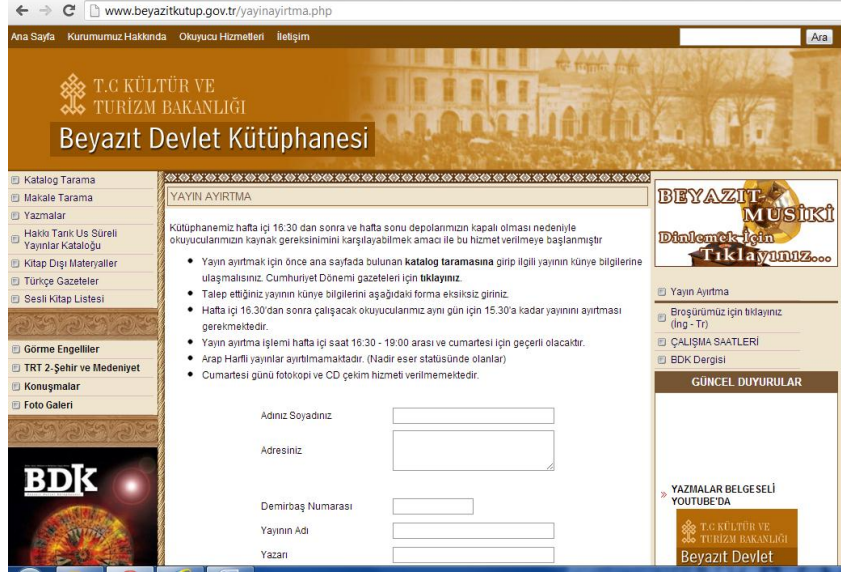 www.beyazitkutup.gov.tr/yayinayirtma.php
Ana Sayfa Kurumumuz Hakkında Okuyucu Hizmetleri İletişim
Ara
T.C KÜLTÜR VE
TURİZM BAKANLIĞI
Beyazıt Devlet Kütüphanesi
Katalog Tarama
Makale Tarama
Yazmalar
Hakkı Tarık Us Süreli
Yayınlar Kataloğu
Kitap Dışı Materyaller
Türkçe Gazeteler
Sesli Kitap Listesi
Görme Engelliler
TRT 2-Şehir ve Medeniyet
Konuşmalar
Foto Galeri
BDK
YAYIN AYIRTMA
Kütüphanemiz hafta içi 16:30 dan sonra ve hafta sonu depolarımızın kapalı olması nedeniyle
okuyucularımızın kaynak gereksinimini karşılayabilmek amacı ile bu hizmet verilmeye başlanmıştır
Yayın ayırtmak için önce ana sayfada bulunan katalog taramasına girip ilgili yayının künye bilgilerine
ulaşmalısınız. Cumhuriyet Dönemi gazeteleri için tıklayınız.
Talep ettiğiniz yayının künye bilgilerini aşağıdaki forma eksiksiz giriniz.
Hafta içi 16.30'dan sonra çalışacak okuyucularımız aynı gün için 15.30'a kadar yayınını ayırtması
gerekmektedir.
Yayın ayırtma işlemi hafta içi saat 16:30 - 19:00 arası ve cumartesi için geçerli olacaktır.
Arap Harfli yayınlar ayırtılmamaktadır. (Nadir eser statüsünde olanlar)
Cumartesi günü fotokopi ve CD çekim hizmeti verilmemektedir.
Adınız Soyadınız
Adresiniz
Demirbaş Numarası
Yayının Adı
Yazarı
BEYAZIT
MUSİKİ
Dinlemek İçin
Tıklayınız...
Yayın Ayırtma
Broşürümüz için tıklayınız
(İng - Tr)
ÇALIŞMA SAATLERİ
BDK Dergisi
GÜNCEL DUYURULAR
YAZMALAR BELGESELİ
YOUTUBE'DA
T.C KÜLTÜR VE
TURİZM BAKANLIĞI
Beyazıt Devlet